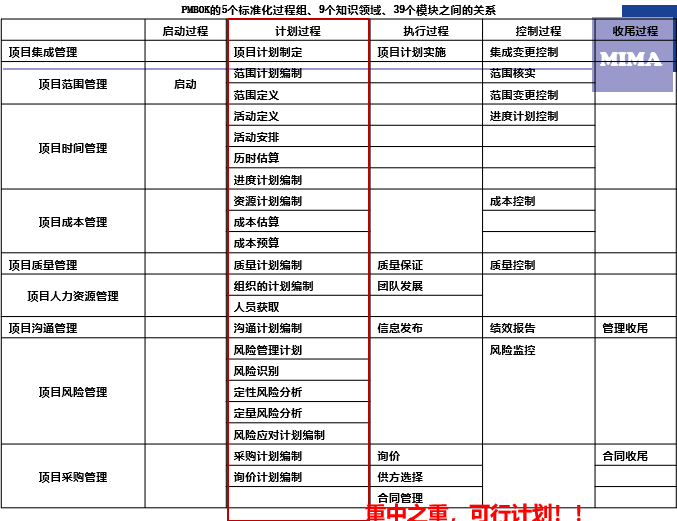 PMBOK的5个标准化过程组、9个知识领域、39个模块之间的关系
启动过程 计划过程 执行过程 控制过程 收尾过程
项目集成管理 项目计划制定 项目计划实施 集成变更控制
MIMA
项目范围管理 启动 范围计划编制 范围核实
范围定义 范围变更控制
项目时间管理 活动定义 进度计划控制
活动安排
历时估算
进度计划编制
项目成本管理 资源计划编制 成本控制
成本估算
成本预算
项目质量管理 质量计划编制 质量保证 质量控制
项目人力资源管理 组织的计划编制 团队发展
人员获取
项目沟通管理 沟通计划编制 信息发布 绩效报告 管理收尾
项目风险管理 风险管理计划 风险监控
风险识别
定性风险分析
定量风险分析
风险应对计划编制
项目采购管理 采购计划编制 询价 合同收尾
询价计划编制 供方选择
合同管理
重中之重，可行计划！！